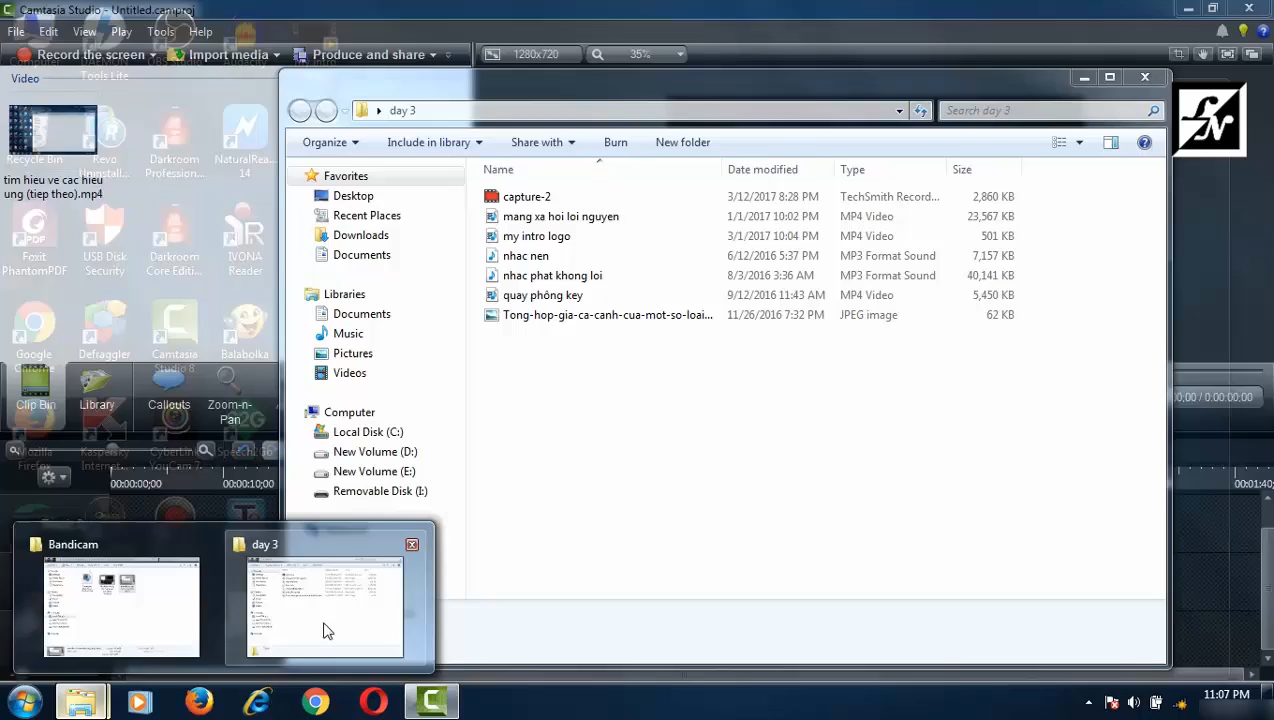 Camtasia Studio - Untitled.camproj
File Edit View Play Tools Help
Record the screen Import media Produce and share 1280x720 35%
Video
Tools Lite
Recycle Bin
Revo Uninstall...
Darkroom Profession...
NaturalRea... 14
tim hieu ve cac hieu
ung (tiep theo).mp4
Foxit PhantomPDF
USB Disk Security
Darkroom Core Editi...
IVONA Reader
Google Chrome
Defraggler
Camtasia Studio 8
Balabolka
Clip Bin
Library
Callouts
Zoom-n-Pan
Mozilla Firefox
Kaspersky Internet...
CyberLink YouCam 7
Speech2Go
00:00:00;00 00:00:10;00
day 3
Search day 3
Organize Include in library Share with Burn New folder
Favorites
Desktop
Recent Places
Downloads
Documents
Libraries
Documents
Music
Pictures
Videos
Computer
Local Disk (C:)
New Volume (D:)
New Volume (E:)
Removable Disk (I:)
Name Date modified Type Size
capture-2 3/12/2017 8:28 PM TechSmith Record... 2,860 KB
mang xa hoi loi nguyen 1/1/2017 10:02 PM MP4 Video 23,567 KB
my intro logo 3/1/2017 10:04 PM MP4 Video 501 KB
nhac nen 6/12/2016 5:37 PM MP3 Format Sound 7,157 KB
nhac phat khong loi 8/3/2016 3:36 AM MP3 Format Sound 40,141 KB
quay phông key 9/12/2016 11:43 AM MP4 Video 5,450 KB
Tong-hop-gia-ca-canh-cua-mot-so-loai... 11/26/2016 7:32 PM JPEG image 62 KB
00;00 / 0:00:00;00
00:01:40;
Bandicam
day 3
11:07 PM